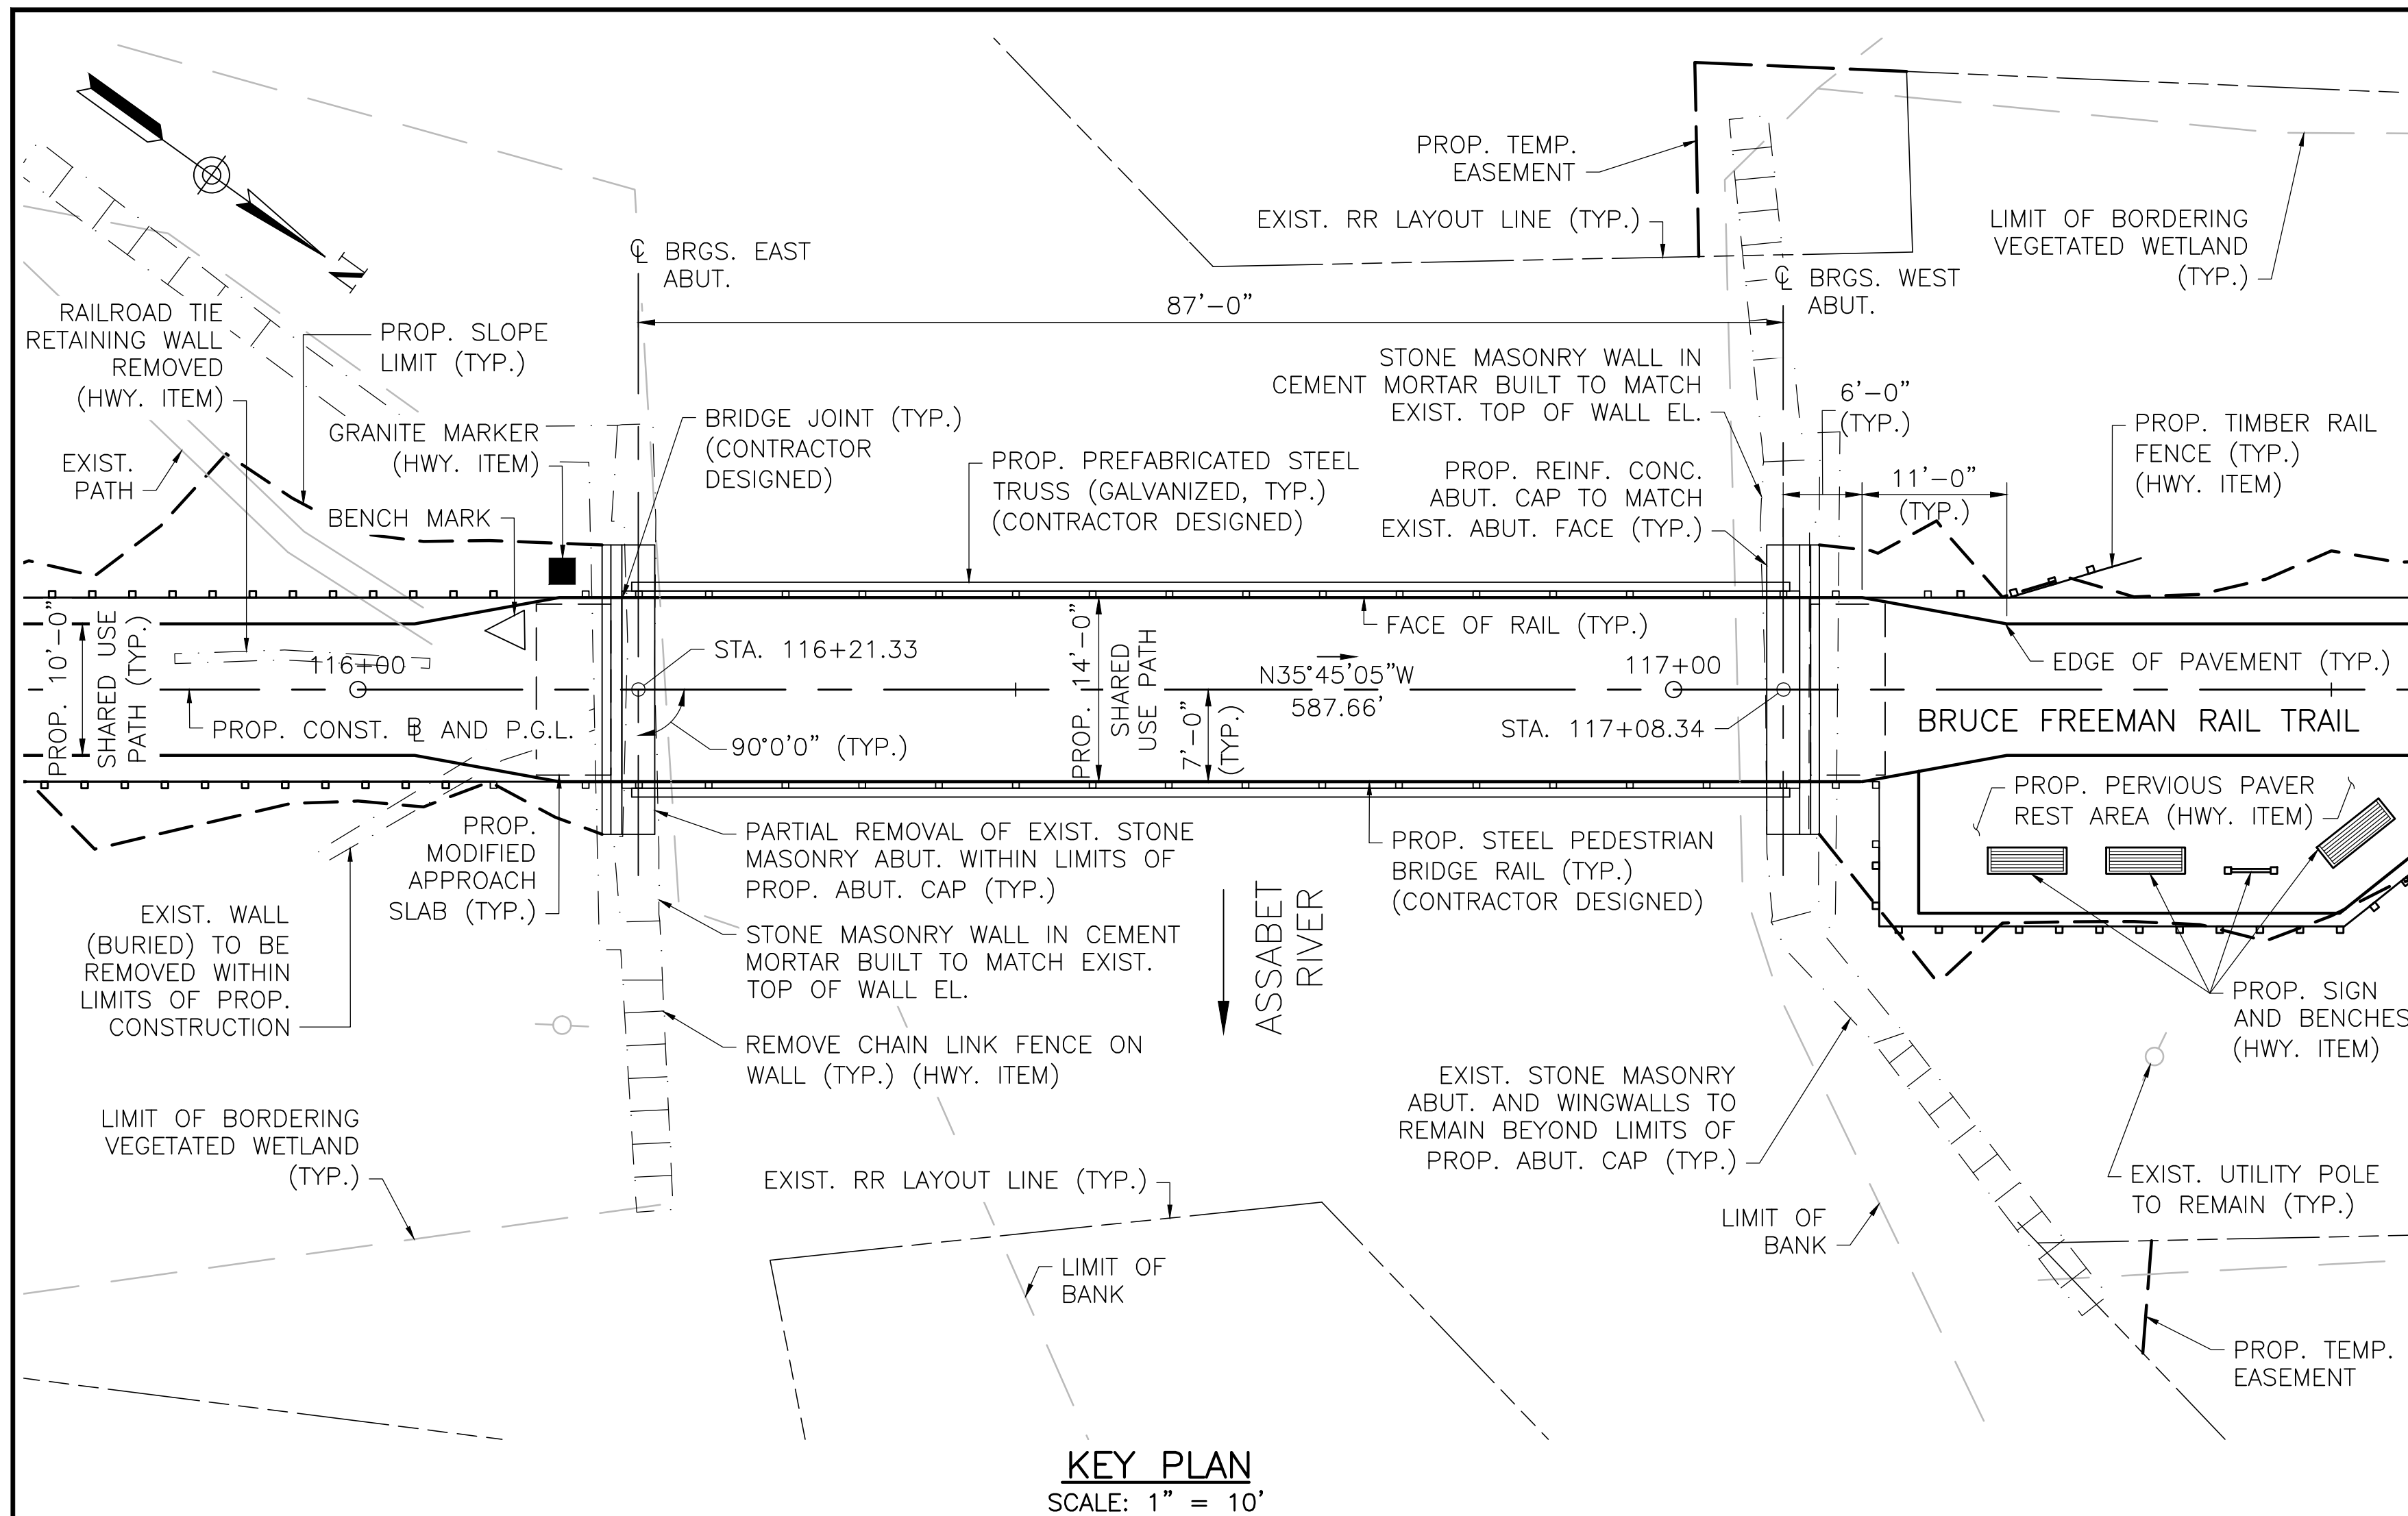 N
RAILROAD TIE
RETAINING WALL
REMOVED
(HWY. ITEM)
PROP. SLOPE
LIMIT (TYP.)
EXIST.
PATH
GRANITE MARKER
(HWY. ITEM)
BENCH MARK
℄ BRGS. EAST
ABUT.
87'-0"
BRIDGE JOINT (TYP.)
(CONTRACTOR
DESIGNED)
PROP. PREFABRICATED STEEL
TRUSS (GALVANIZED, TYP.)
(CONTRACTOR DESIGNED)
PROP. TEMP.
EASEMENT
EXIST. RR LAYOUT LINE (TYP.)
℄ BRGS. WEST
ABUT.
LIMIT OF BORDERING
VEGETATED WETLAND
(TYP.)
STONE MASONRY WALL IN
CEMENT MORTAR BUILT TO MATCH
EXIST. TOP OF WALL EL.
PROP. REINF. CONC.
ABUT. CAP TO MATCH
EXIST. ABUT. FACE (TYP.)
6'-0"
(TYP.)
11'-0"
(TYP.)
PROP. TIMBER RAIL
FENCE (TYP.)
(HWY. ITEM)
PROP. 10'-0"
SHARED USE
PATH (TYP.)
116+00
PROP. CONST. ⅊ AND P.G.L.
STA. 116+21.33
90°0'0" (TYP.)
PROP. 14'-0"
SHARED
USE PATH
7'-0"
(TYP.)
FACE OF RAIL (TYP.)
N35°45'05"W
587.66'
117+00
STA. 117+08.34
EDGE OF PAVEMENT (TYP.)
BRUCE FREEMAN RAIL TRAIL
PROP. PERVIOUS PAVER
REST AREA (HWY. ITEM)
PROP.
MODIFIED
APPROACH
SLAB (TYP.)
EXIST. WALL
(BURIED) TO BE
REMOVED WITHIN
LIMITS OF PROP.
CONSTRUCTION
PARTIAL REMOVAL OF EXIST. STONE
MASONRY ABUT. WITHIN LIMITS OF
PROP. ABUT. CAP (TYP.)
STONE MASONRY WALL IN CEMENT
MORTAR BUILT TO MATCH EXIST.
TOP OF WALL EL.
REMOVE CHAIN LINK FENCE ON
WALL (TYP.) (HWY. ITEM)
ASSABET
RIVER
PROP. STEEL PEDESTRIAN
BRIDGE RAIL (TYP.)
(CONTRACTOR DESIGNED)
PROP. SIGN
AND BENCHES
(HWY. ITEM)
EXIST. STONE MASONRY
ABUT. AND WINGWALLS TO
REMAIN BEYOND LIMITS OF
PROP. ABUT. CAP (TYP.)
LIMIT OF BORDERING
VEGETATED WETLAND
(TYP.)
EXIST. RR LAYOUT LINE (TYP.)
LIMIT OF
BANK
LIMIT OF
BANK
EXIST. UTILITY POLE
TO REMAIN (TYP.)
PROP. TEMP.
EASEMENT
KEY PLAN
SCALE: 1" = 10'